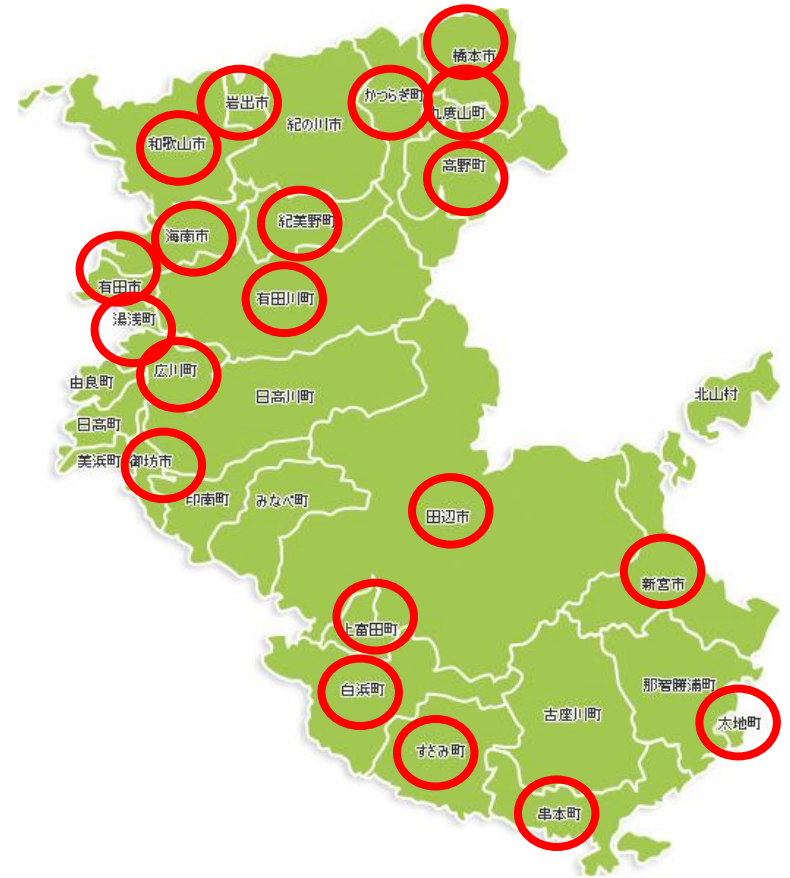 橋本市
岩出市
かつらぎ町
九度山町
紀の川市
和歌山市
高野町
紀美野町
海南市
有田市
有田川町
湯浅町
広川町
由良町
日高川町
北山村
日高町
美浜町
御坊市
印南町
みなべ町
田辺市
新宮市
上富田町
白浜町
那智勝浦町
古座川町
太地町
すさみ町
串本町